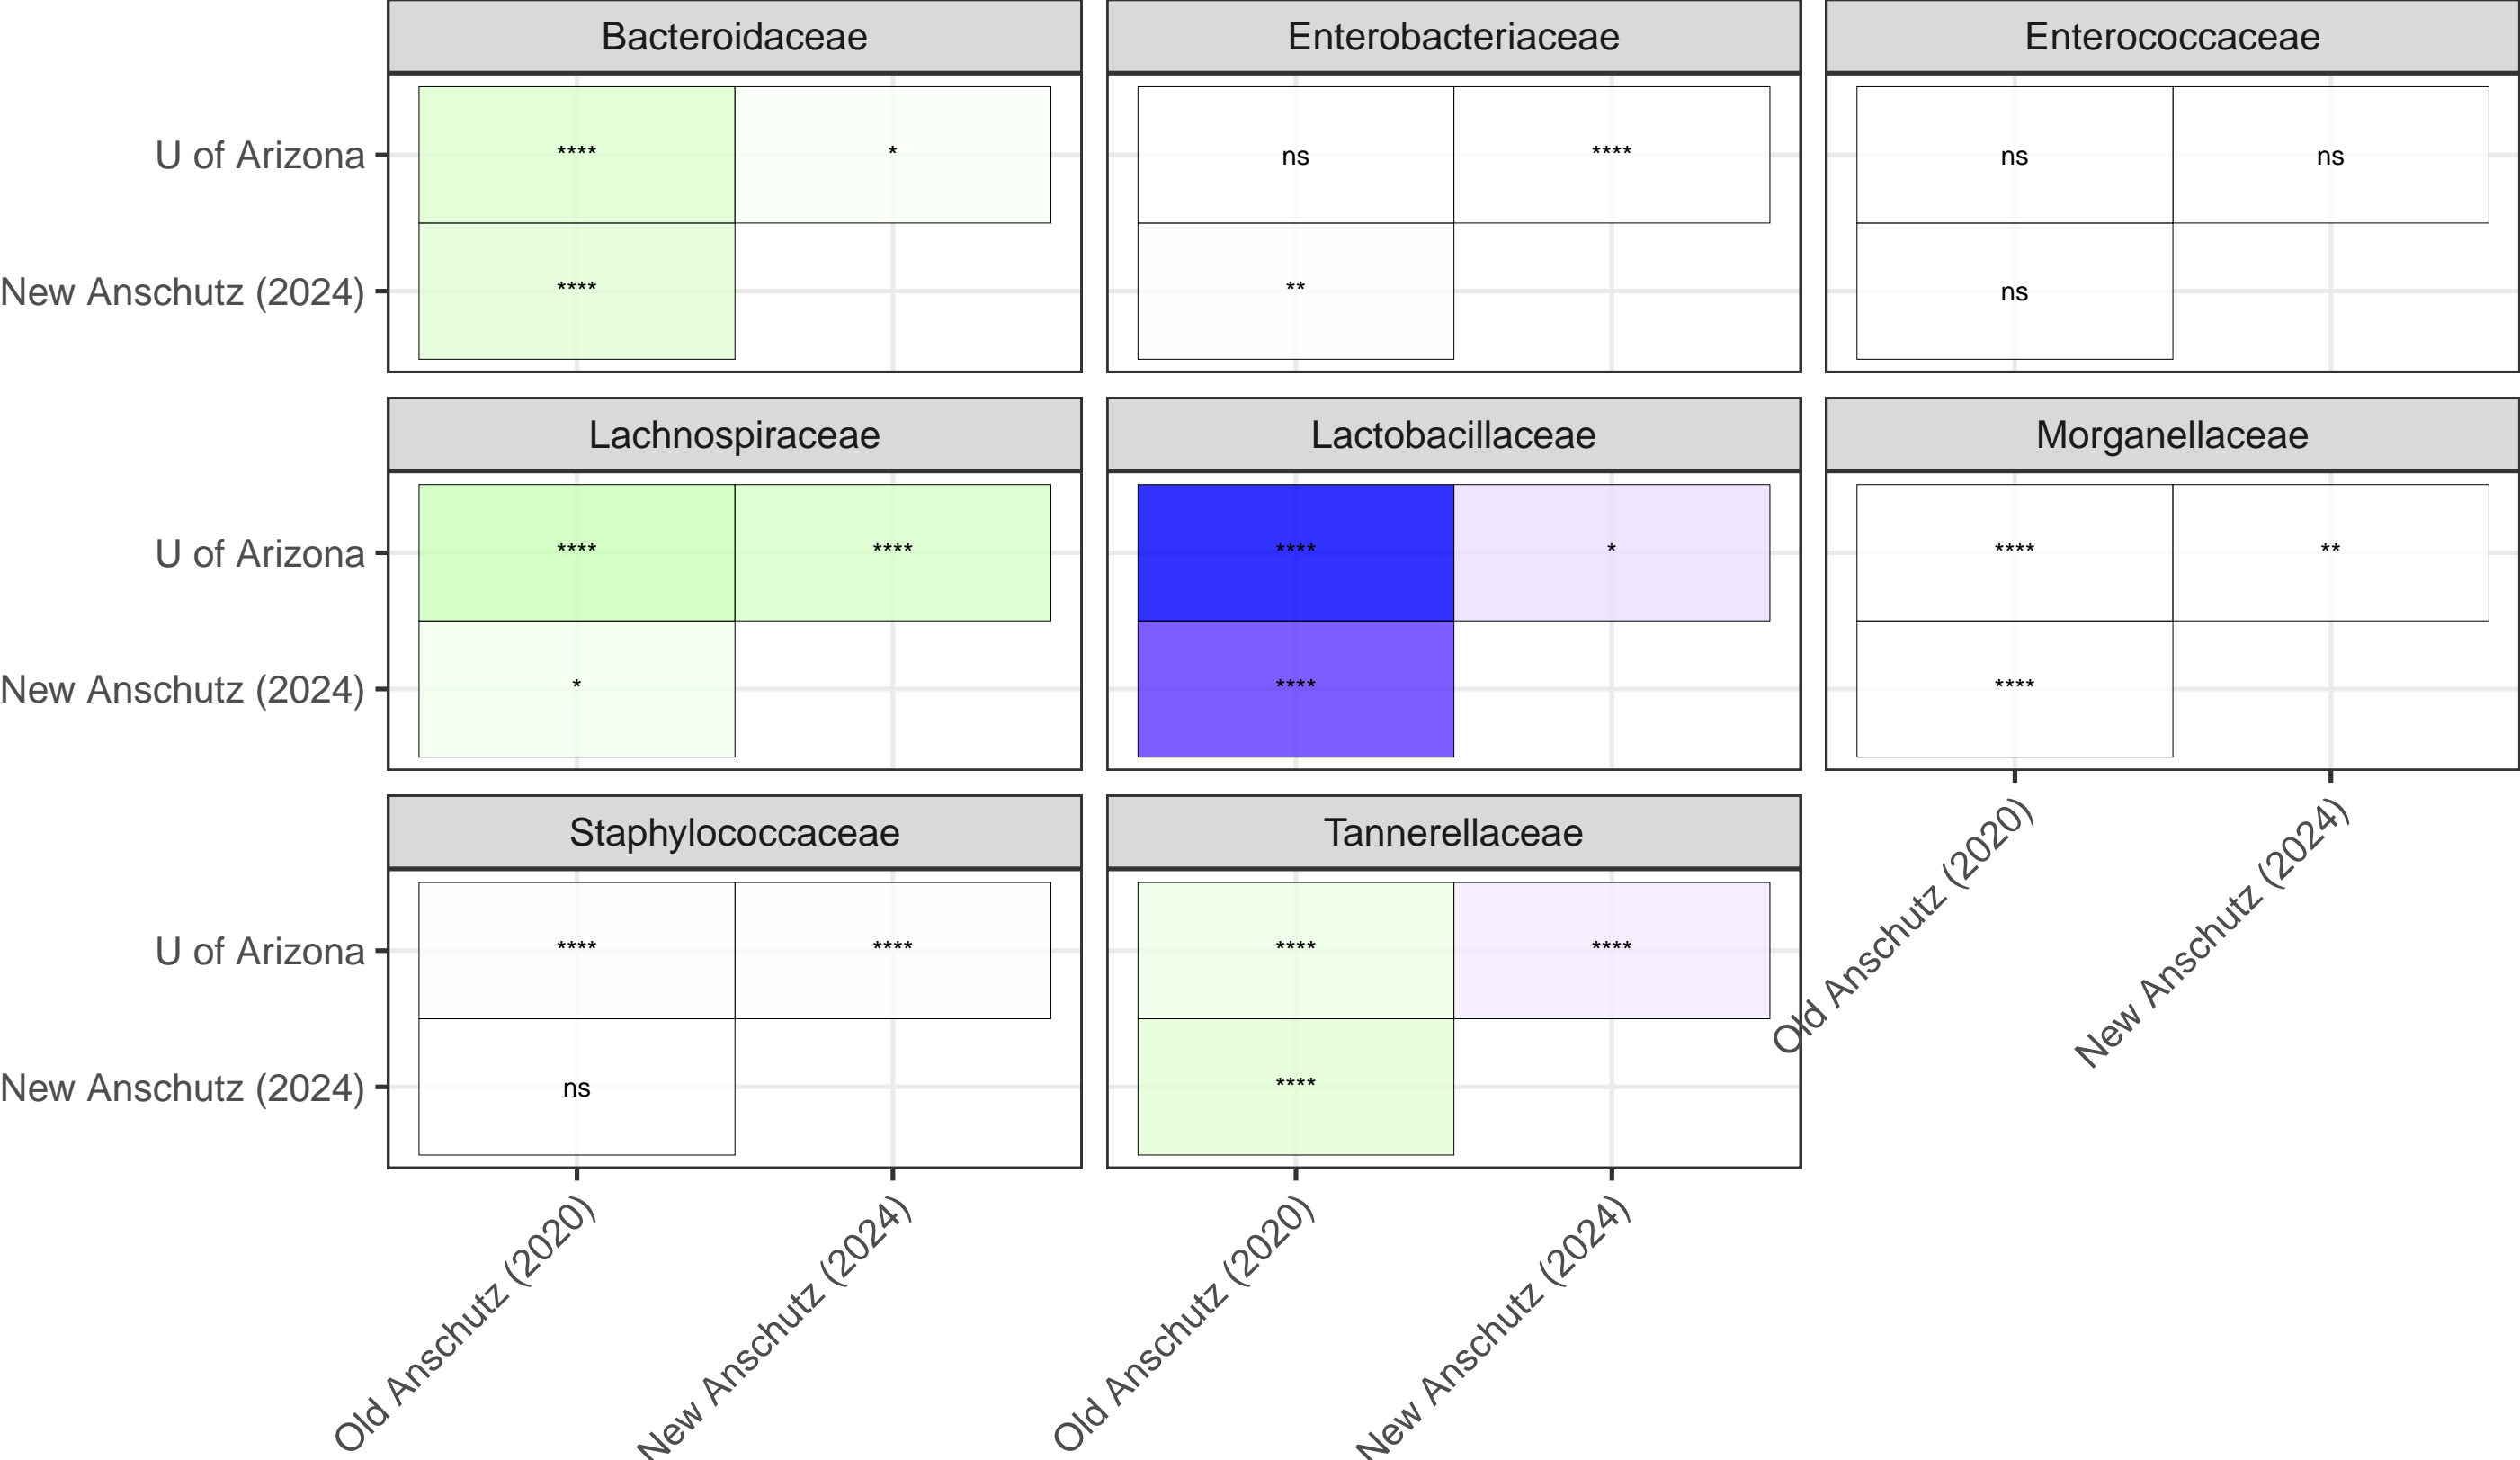 Bacteroidaceae Enterobacteriaceae Enterococcaceae
U of Arizona **** * ns **** ns ns
New Anschutz (2024) **** ** ns
Lachnospiraceae Lactobacillaceae Morganellaceae
U of Arizona **** **** **** * **** **
New Anschutz (2024) * **** ****
Old Anschutz (2020) New Anschutz (2024)
Staphylococcaceae Tannerellaceae
U of Arizona **** **** **** ****
New Anschutz (2024) ns ****
Old Anschutz (2020) New Anschutz (2024) Old Anschutz (2020) New Anschutz (2024)